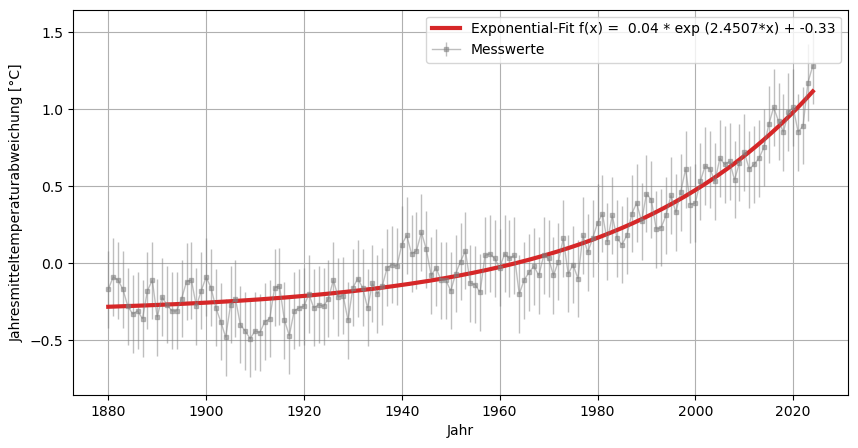 Exponential-Fit f(x) =  0.04 * exp (2.4507*x) + -0.33
Messwerte
Jahresmitteltemperaturabweichung [°C]
1.5
1.0
0.5
0.0
−0.5
1880 1900 1920 1940 1960 1980 2000 2020
Jahr